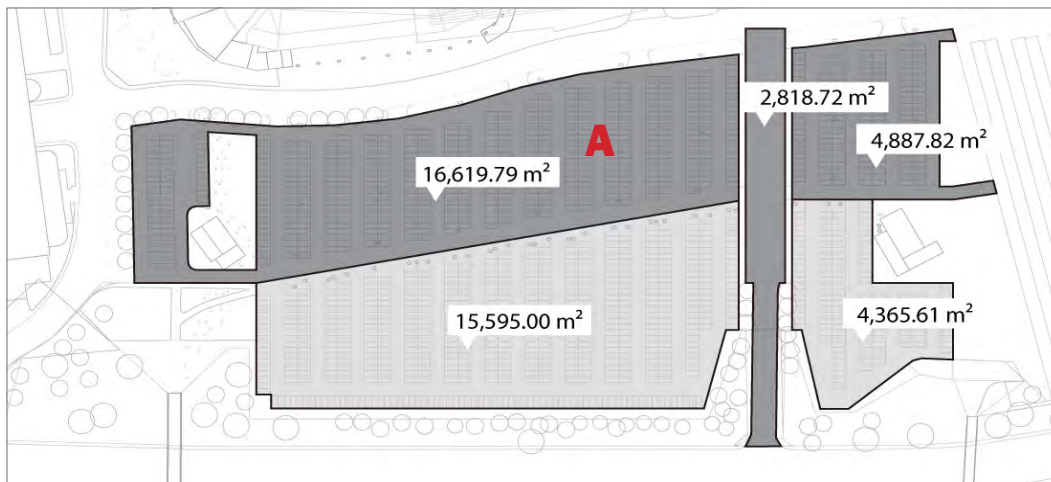 2,818.72 m²
A
4,887.82 m²
16,619.79 m²
15,595.00 m²
4,365.61 m²